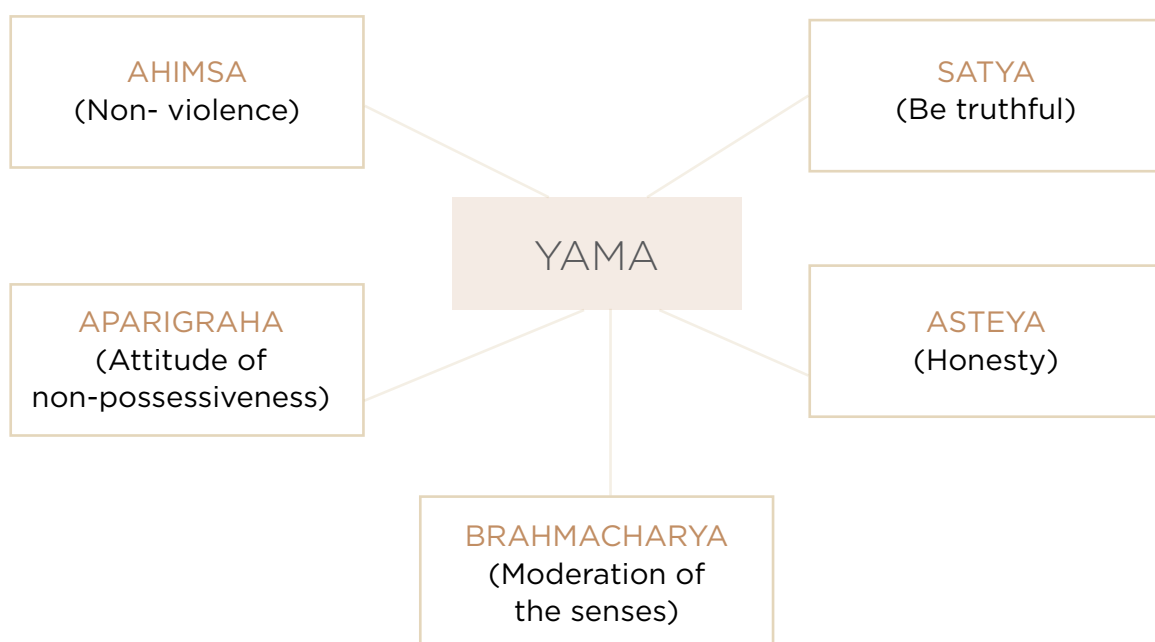 AHIMSA
(Non- violence)
SATYA
(Be truthful)
YAMA
APARIGRAHA
(Attitude of
non-possessiveness)
ASTEYA
(Honesty)
BRAHMACHARYA
(Moderation of
the senses)